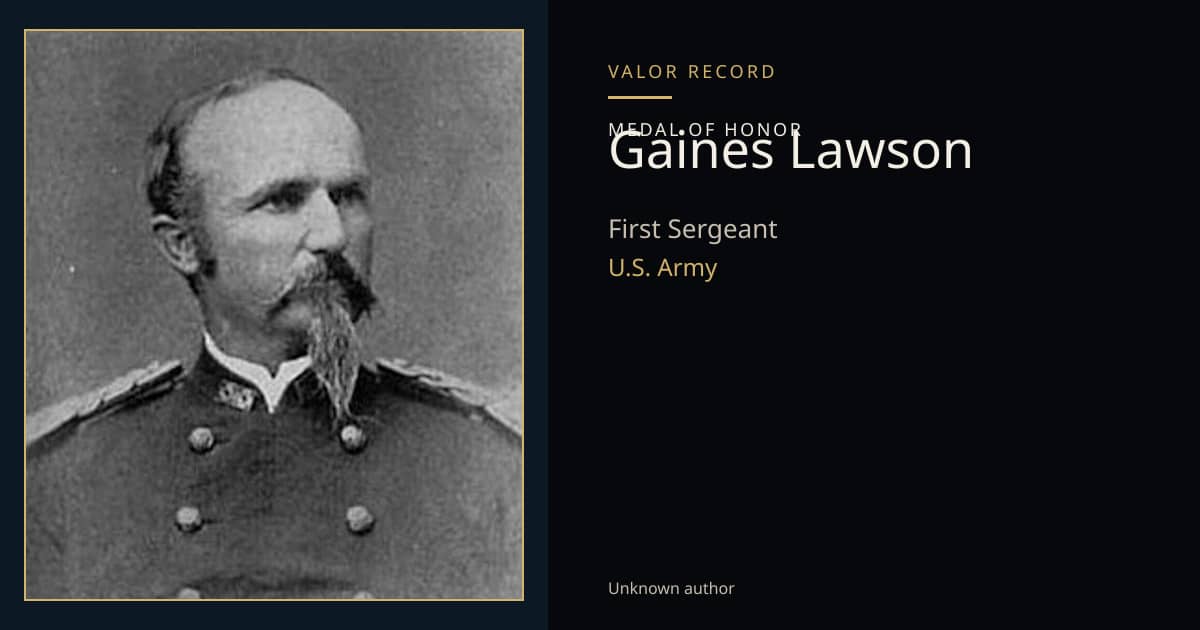 VALOR RECORD
MEDAL OF HONOR
Gaines Lawson
First Sergeant
U.S. Army
Unknown author